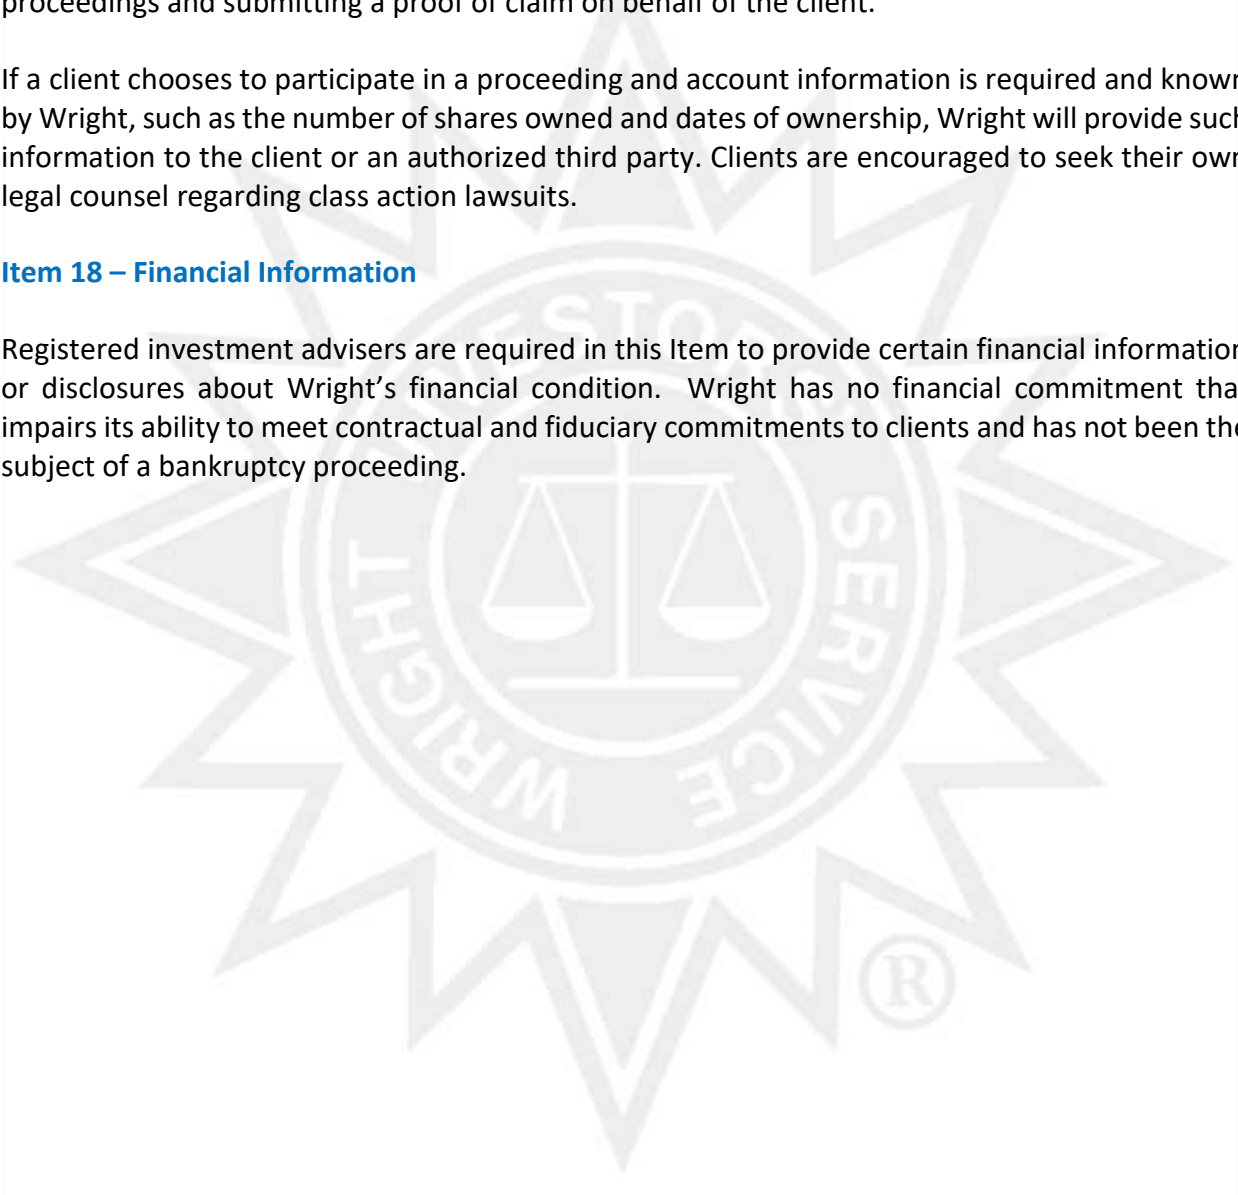 proceedings and submitting a proof of claim on behalf of the client.
If a client chooses to participate in a proceeding and account information is required and known
by Wright, such as the number of shares owned and dates of ownership, Wright will provide such
information to the client or an authorized third party. Clients are encouraged to seek their own
legal counsel regarding class action lawsuits.
Item 18 – Financial Information
Registered investment advisers are required in this Item to provide certain financial information
or disclosures about Wright’s financial condition. Wright has no financial commitment tha
impairs its ability to meet contractual and fiduciary commitments to clients and has not been the
subject of a bankruptcy proceeding.
WRIGHT INVESTORS SERVICE
®